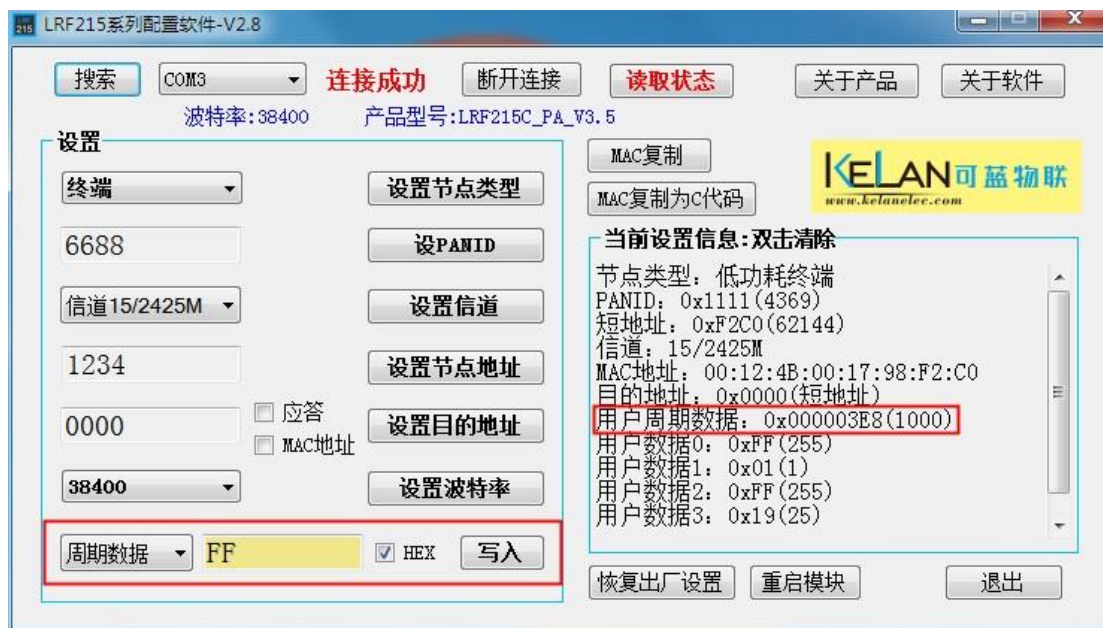 215 LRF215系列配置软件-V2.8
搜索 COM3 连接成功 断开连接 读取状态 关于产品 关于软件
波特率:38400 产品型号:LRF215C_PA_V3.5
设置
终端 设置节点类型
6688 设PANID
信道15/2425M 设置信道
1234 设置节点地址
0000 应答 MAC地址 设置目的地址
38400 设置波特率
周期数据 FF HEX 写入
MAC复制
MAC复制为C代码
KELAN可蓝物联
www.kelanelec.com
当前设置信息:双击清除
节点类型: 低功耗终端
PANID: 0x1111(4369)
短地址: 0xF2C0(62144)
信道: 15/2425M
MAC地址: 00:12:4B:00:17:98:F2:C0
目的地址: 0x0000(短地址)
用户周期数据: 0x000003E8(1000)
用户数据0: 0xFF(255)
用户数据1: 0x01(1)
用户数据2: 0xFF(255)
用户数据3: 0x19(25)
恢复出厂设置 重启模块 退出